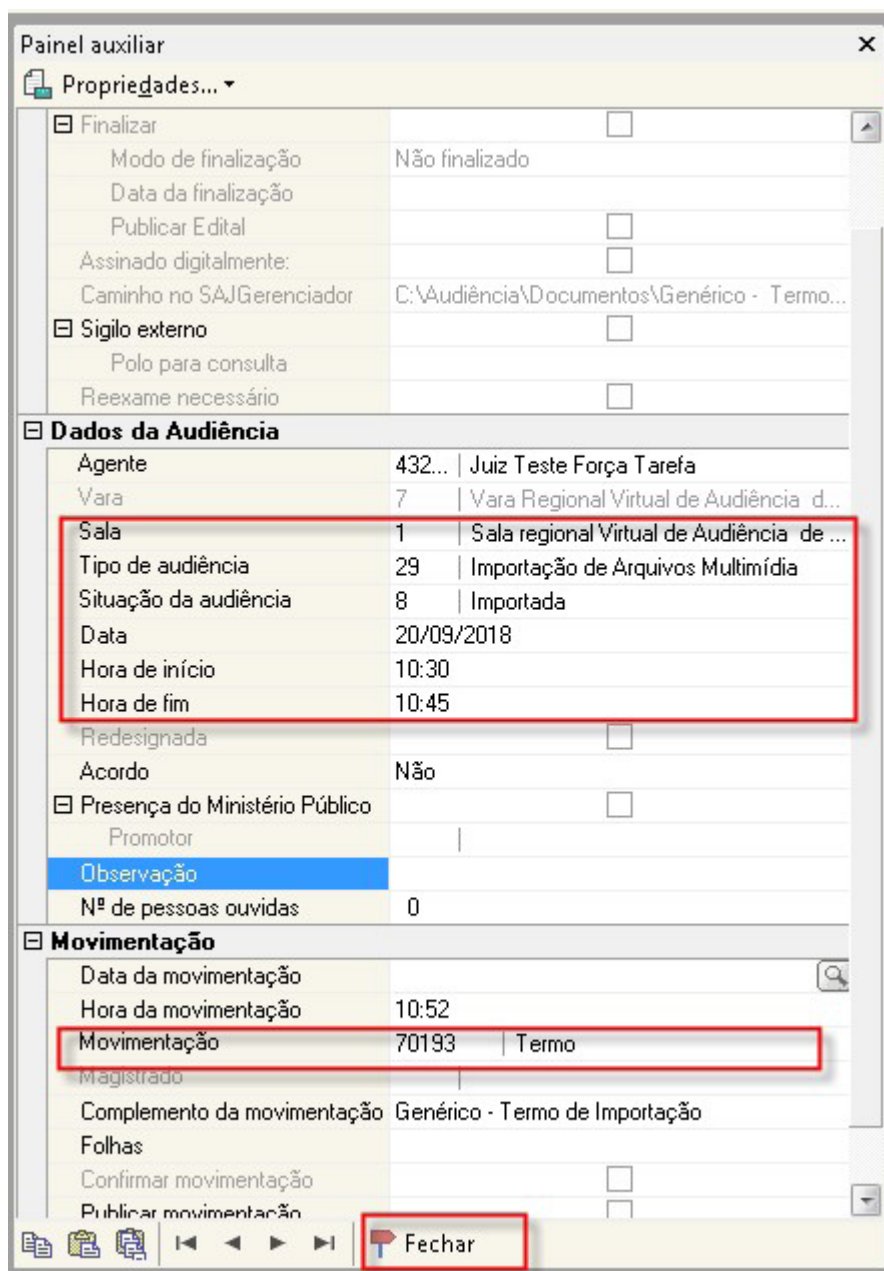 Painel auxiliar
Propriedades...
Finalizar
Modo de finalização Não finalizado
Data da finalização
Publicar Edital
Assinado digitalmente:
Caminho no SAJGerenciador C:\Audiência\Documentos\Genérico - Termo...
Sigilo externo
Polo para consulta
Reexame necessário
Dados da Audiência
Agente 432... | Juiz Teste Força Tarefa
Vara 7 | Vara Regional Virtual de Audiência d...
Sala 1 | Sala regional Virtual de Audiência de ...
Tipo de audiência 29 | Importação de Arquivos Multimídia
Situação da audiência 8 | Importada
Data 20/09/2018
Hora de início 10:30
Hora de fim 10:45
Redesignada
Acordo Não
Presença do Ministério Público
Promotor
Observação
Nº de pessoas ouvidas 0
Movimentação
Data da movimentação
Hora da movimentação 10:52
Movimentação 70193 | Termo
Magistrado
Complemento da movimentação Genérico - Termo de Importação
Folhas
Confirmar movimentação
Publicar movimentação
Fechar